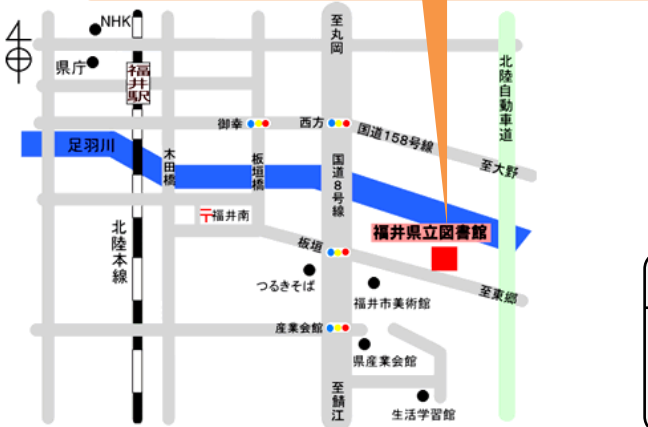 NHK
至丸岡
県庁
福井駅
北陸自動車道
御幸
西方
国道158号線
足羽川
木田橋
板垣橋
国道8号線
至大野
〒福井南
福井県立図書館
北陸本線
板垣
つるきそば
至東郷
福井市美術館
産業会館
県産業会館
至鯖江
生活学習館